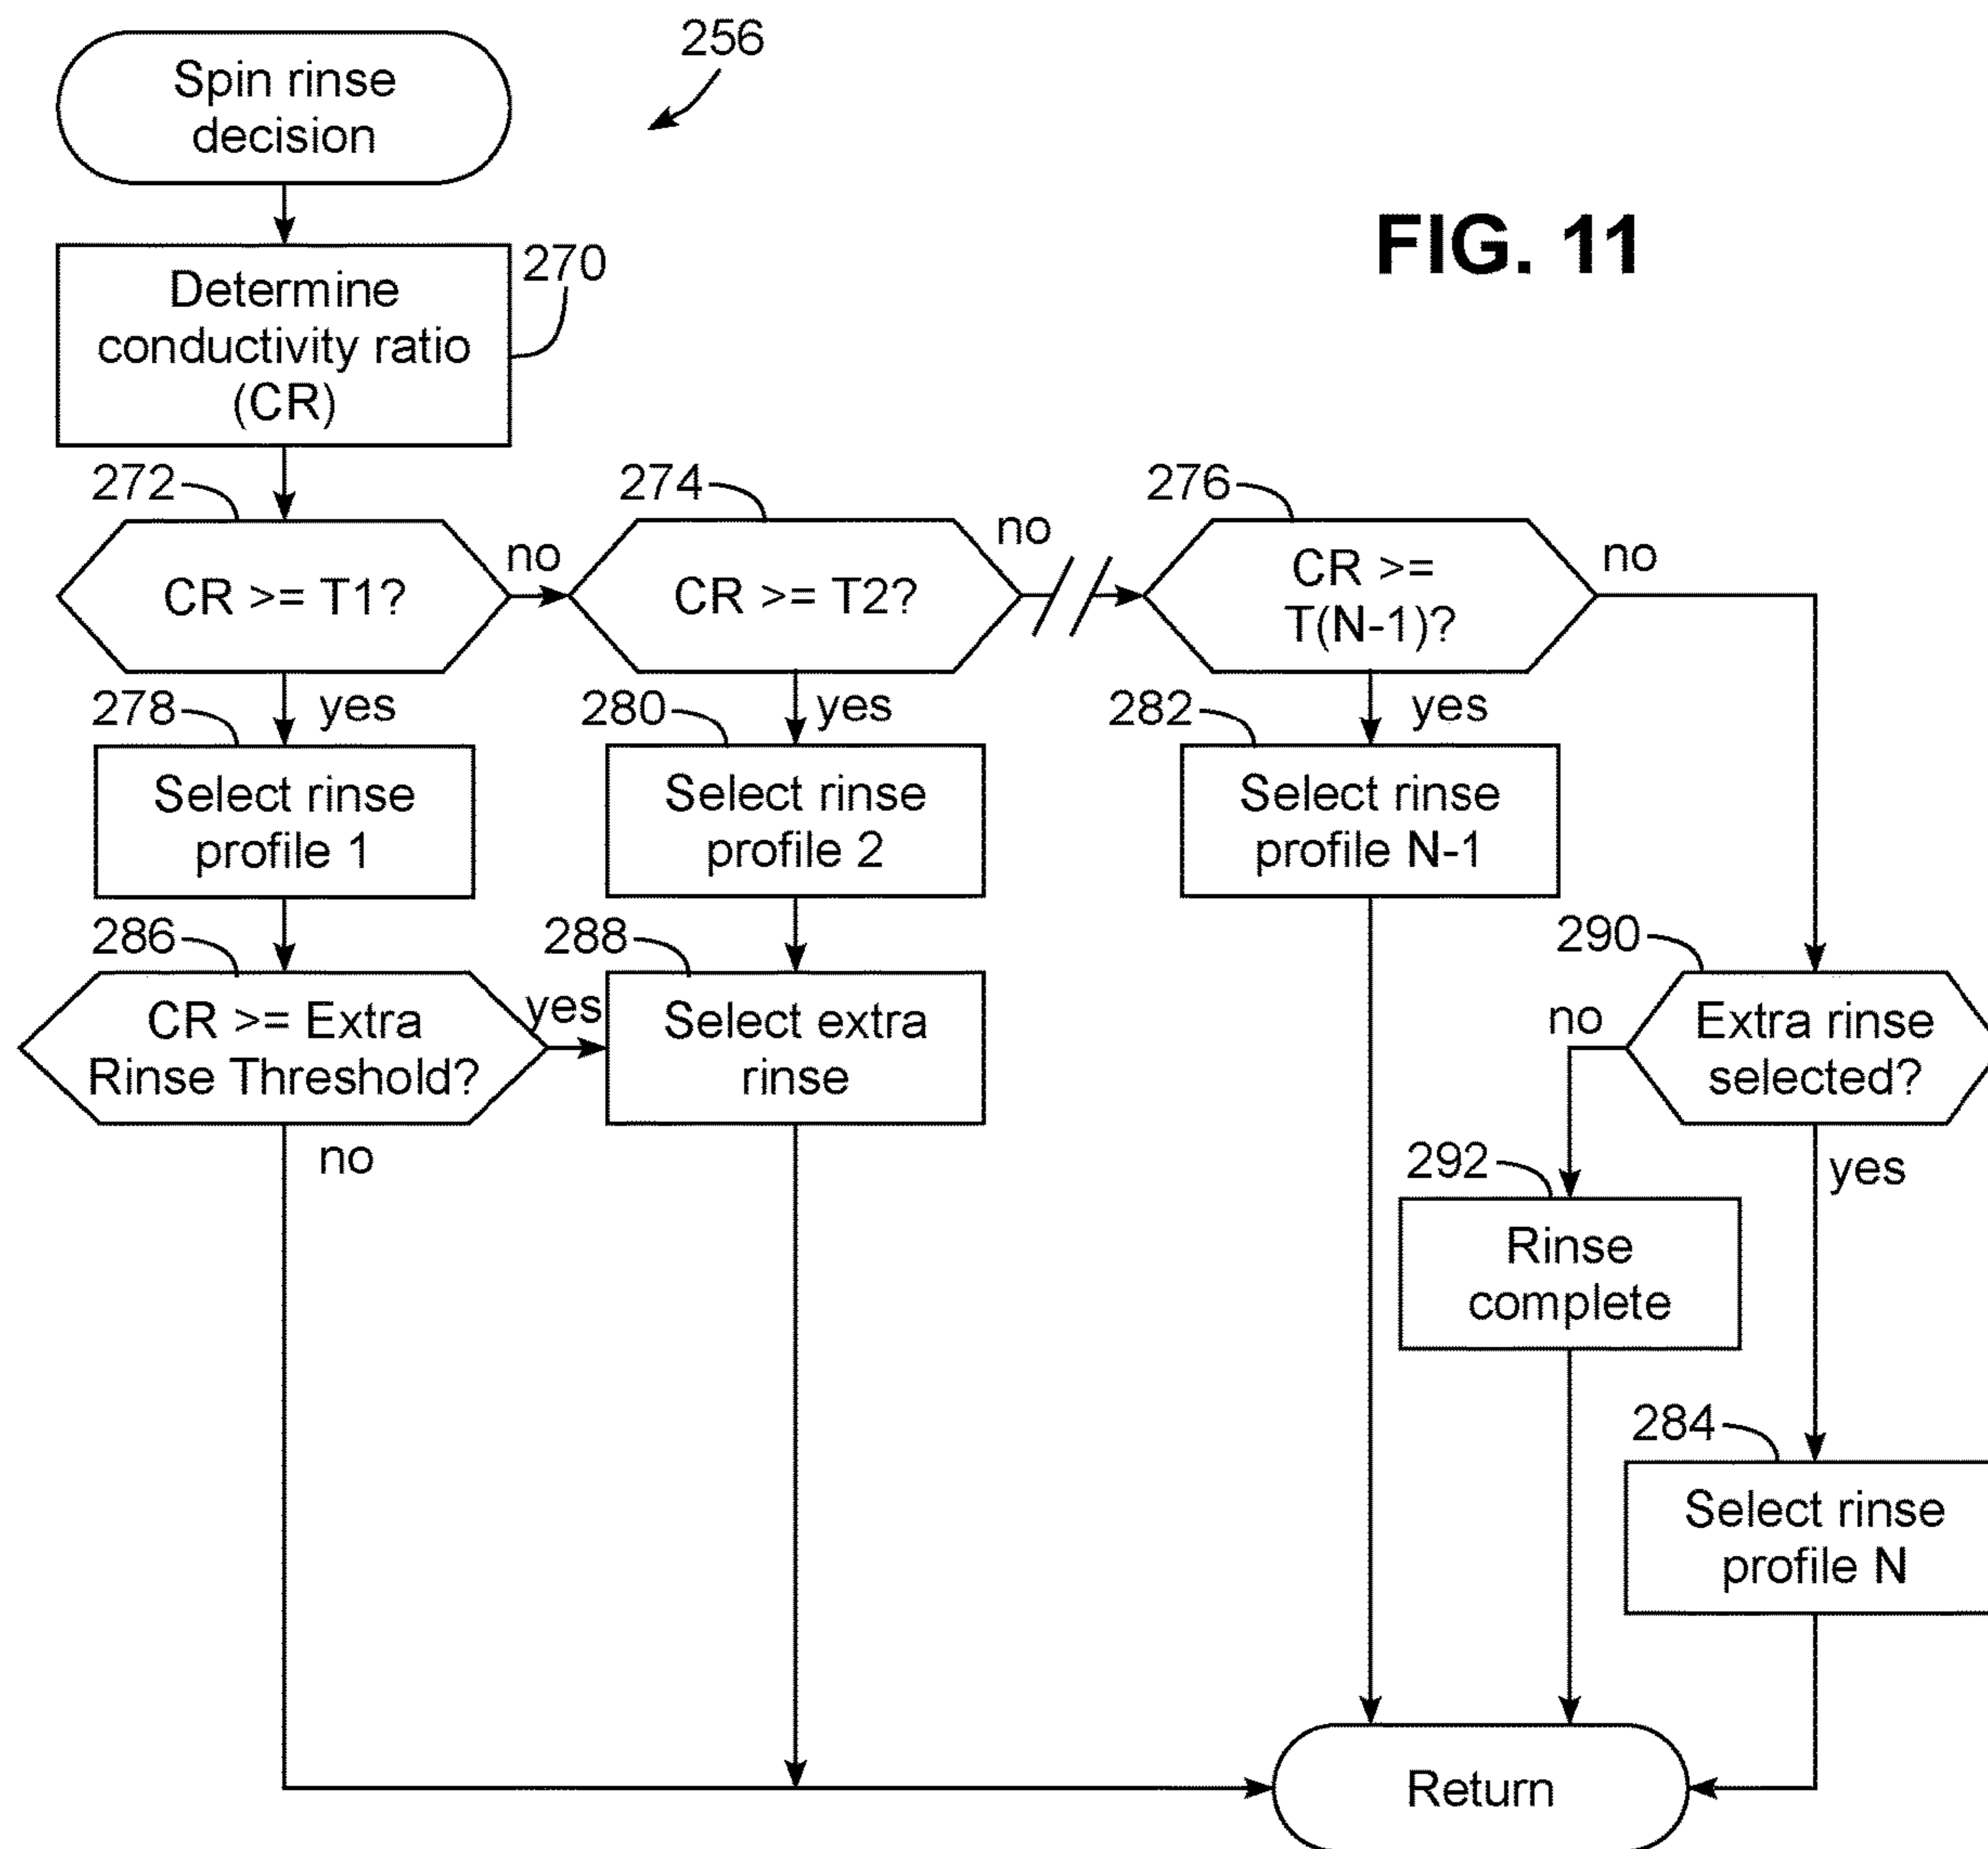 Spin rinse
decision
256
FIG. 11
Determine
conductivity ratio
(CR)
270
272
CR >= T1?
no
274
CR >= T2?
no
276
CR >=
T(N-1)?
no
yes
278
Select rinse
profile 1
yes
280
Select rinse
profile 2
yes
282
Select rinse
profile N-1
286
CR >= Extra
Rinse Threshold?
yes
no
288
Select extra
rinse
290
Extra rinse
selected?
no
yes
292
Rinse
complete
284
Select rinse
profile N
Return